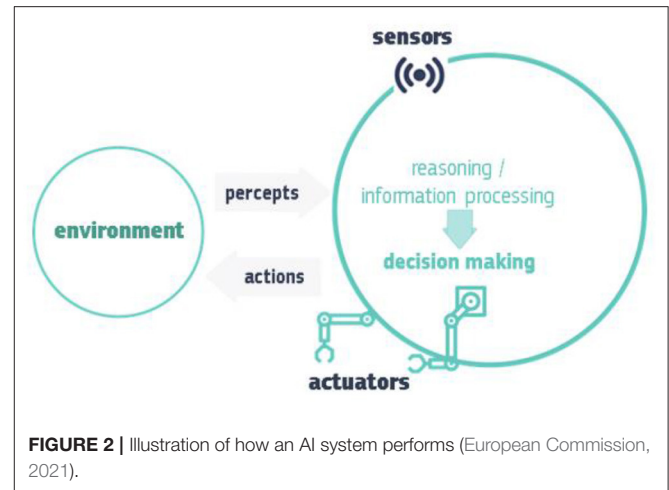 sensors
reasoning /
information processing
percepts
environment
decision making
actions
actuators
FIGURE 2 | Illustration of how an AI system performs (European Commission,
2021).